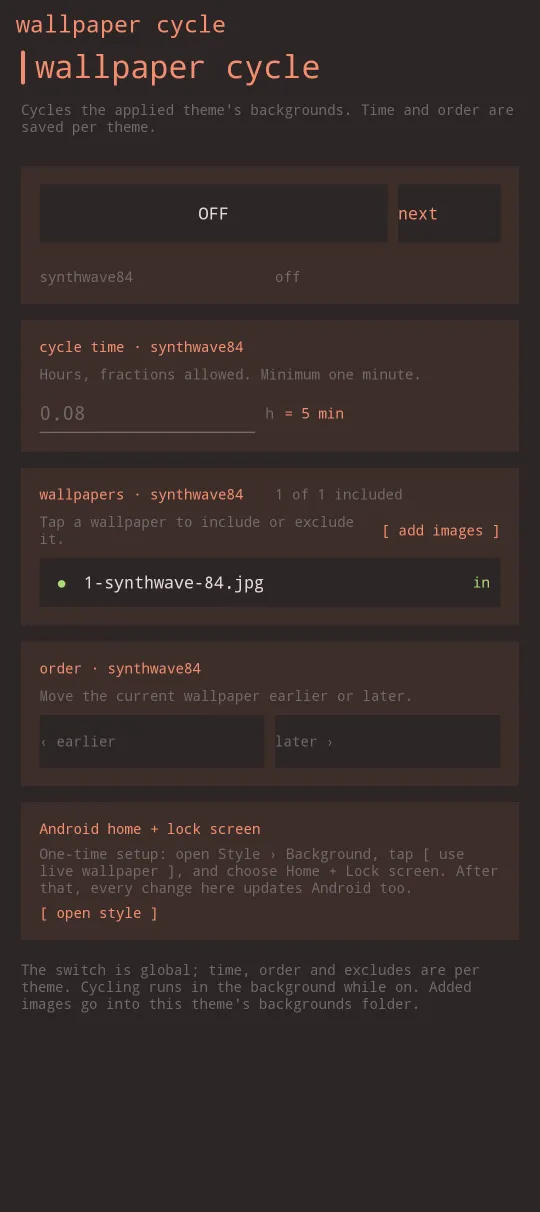 wallpaper cycle
wallpaper cycle
Cycles the applied theme's backgrounds. Time and order are
saved per theme.
OFF
next
synthwave84 off
cycle time · synthwave84
Hours, fractions allowed. Minimum one minute.
0.08 h = 5 min
wallpapers · synthwave84 1 of 1 included
Tap a wallpaper to include or exclude
it.
[ add images ]
● 1-synthwave-84.jpg in
order · synthwave84
Move the current wallpaper earlier or later.
‹ earlier
later ›
Android home + lock screen
One-time setup: open Style › Background, tap [ use
live wallpaper ], and choose Home + Lock screen. After
that, every change here updates Android too.
[ open style ]
The switch is global; time, order and excludes are per
theme. Cycling runs in the background while on. Added
images go into this theme's backgrounds folder.